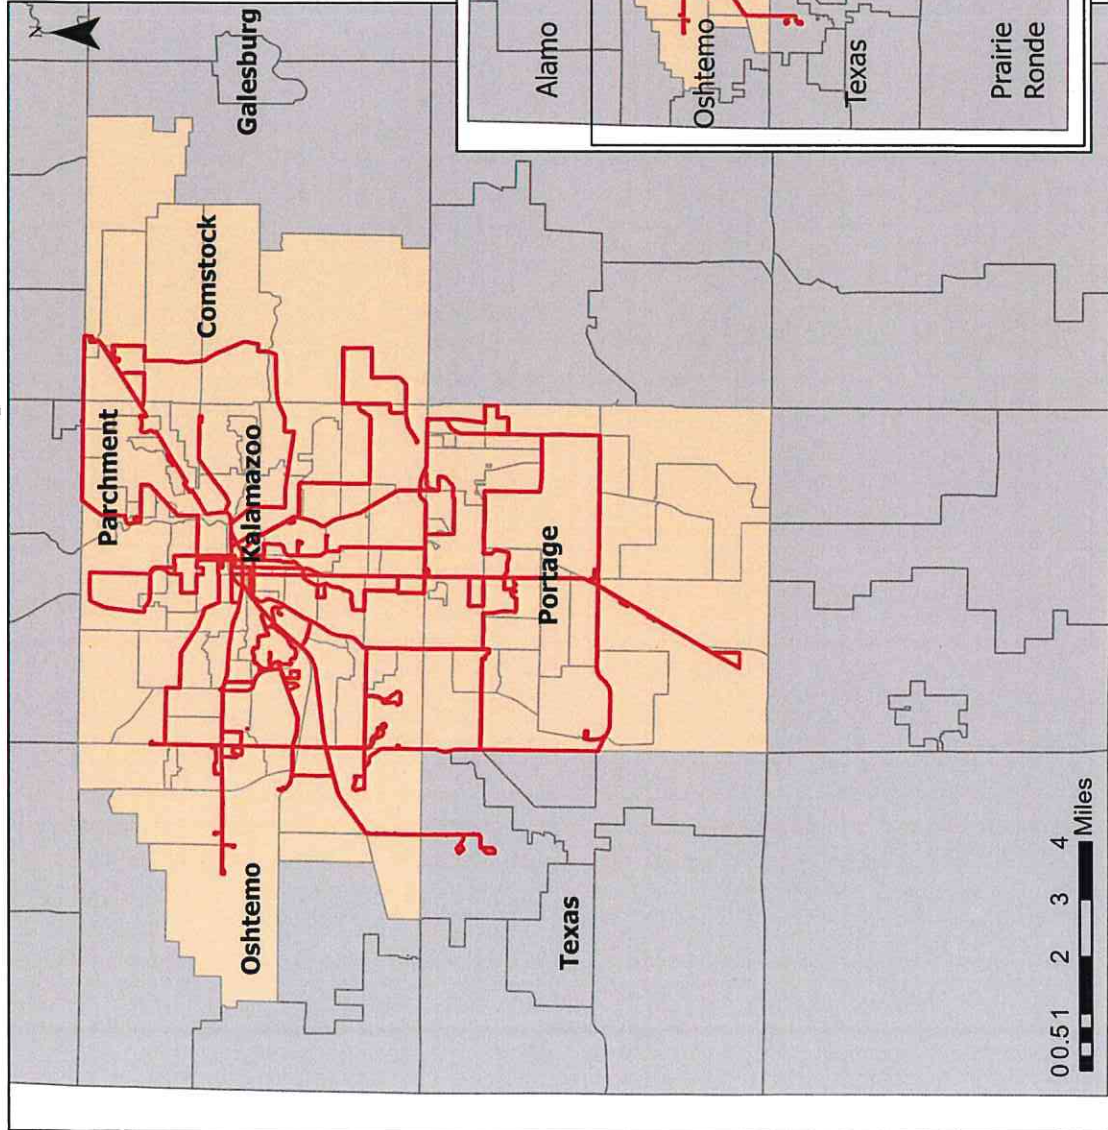 N
Galesburg
Comstock
Parchment
Kalamazoo
Portage
Oshtemo
Texas
0 0.5 1 2 3 4
Miles
Alamo
Oshtemo
Texas
Prairie
Ronde